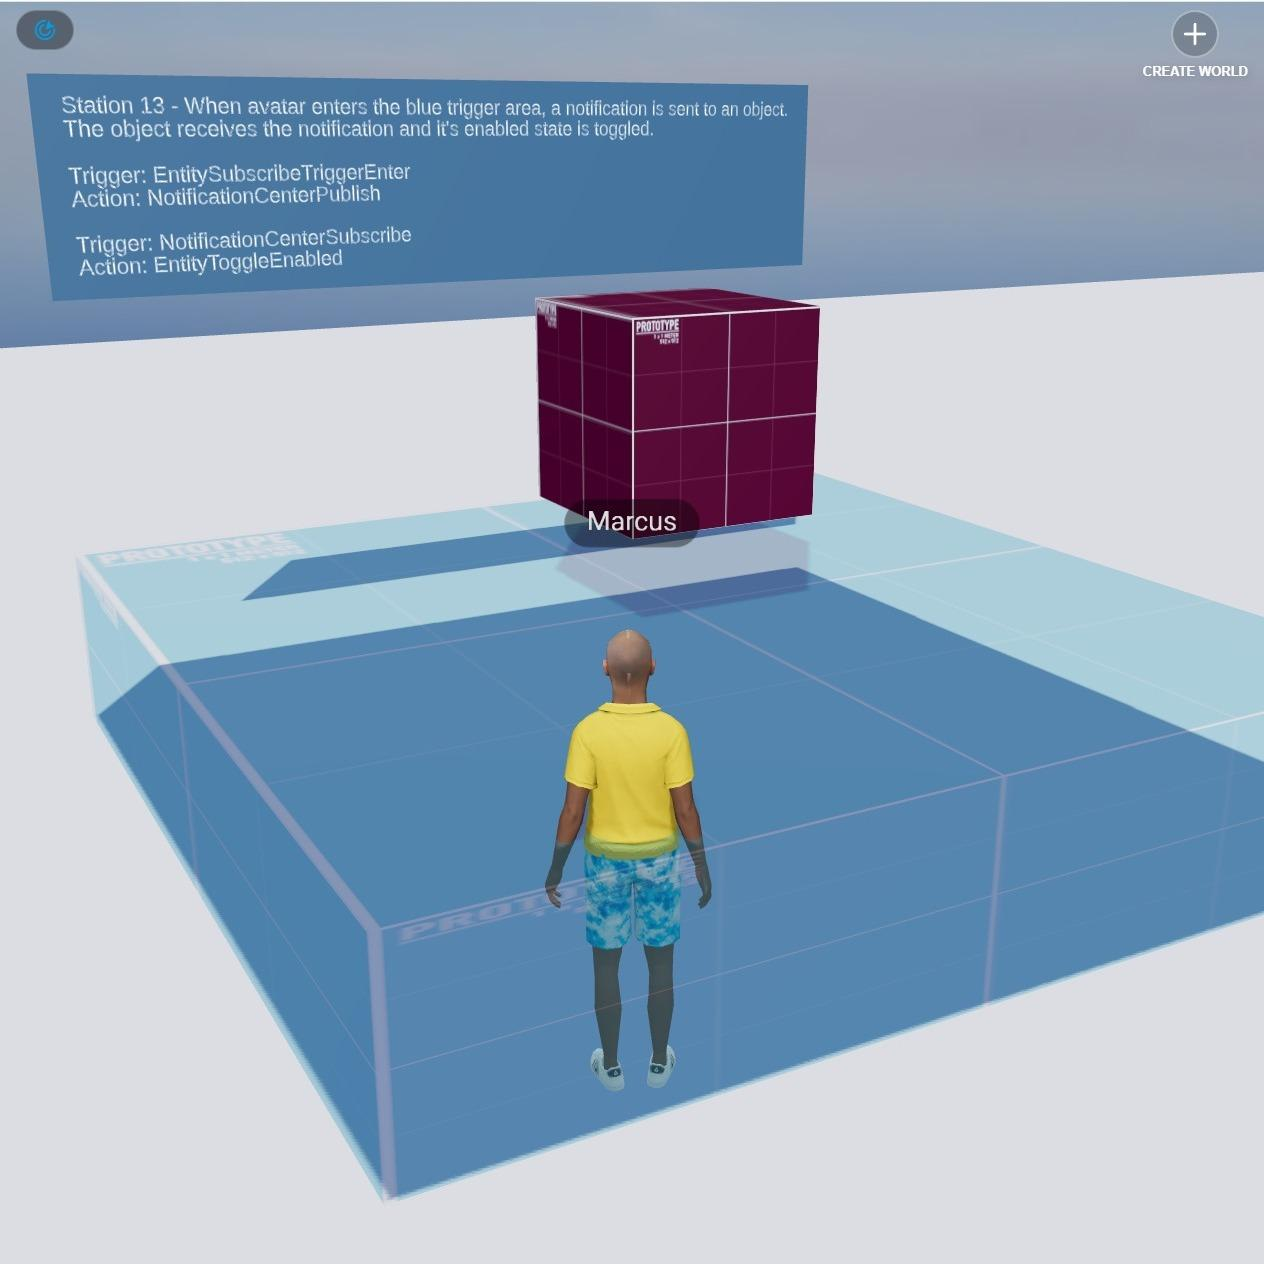 CREATE WORLD
Station 13 - When avatar enters the blue trigger area, a notification is sent to an object.
The object receives the notification and it's enabled state is toggled.
Trigger: EntitySubscribeTriggerEnter
Action: NotificationCenterPublish
Trigger: NotificationCenterSubscribe
Action: EntityToggleEnabled
PROTOTYPE
Marcus
PROTOTYPE
PROTOTYPE